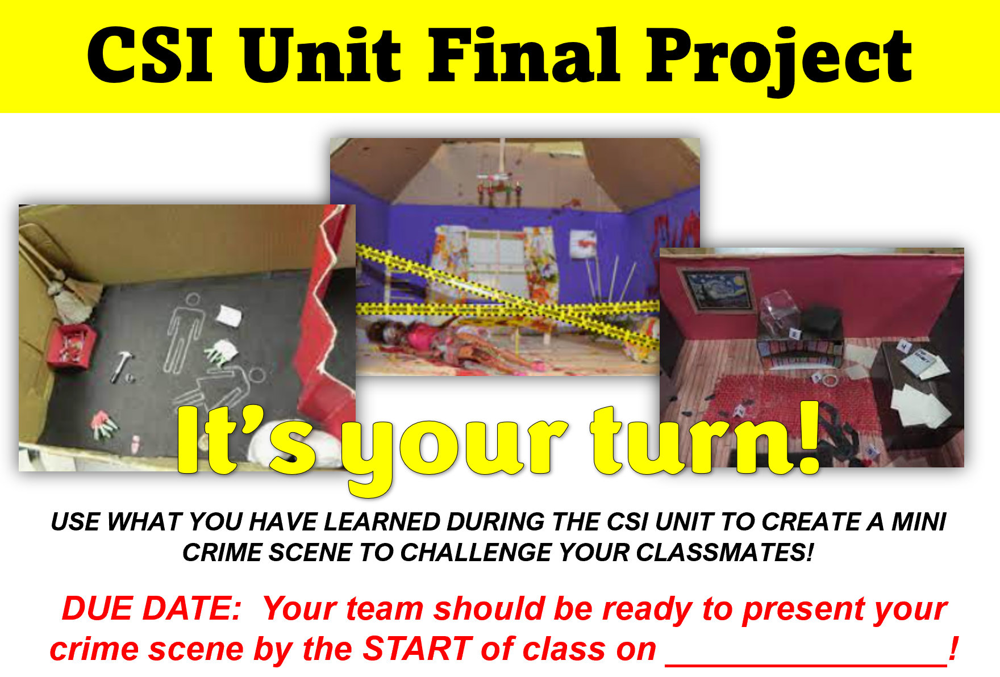 CSI Unit Final Project
It’s your turn!
USE WHAT YOU HAVE LEARNED DURING THE CSI UNIT TO CREATE A MINI
CRIME SCENE TO CHALLENGE YOUR CLASSMATES!
DUE DATE:  Your team should be ready to present your
crime scene by the START of class on _______________!